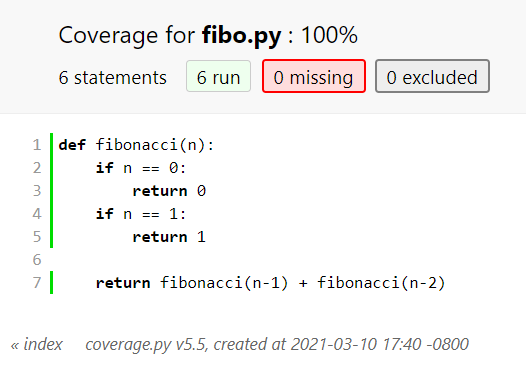 Coverage for fibo.py : 100%
6 statements 6 run 0 missing 0 excluded
1 def fibonacci(n):
2     if n == 0:
3         return 0
4     if n == 1:
5         return 1
6
7     return fibonacci(n-1) + fibonacci(n-2)
« index coverage.py v5.5, created at 2021-03-10 17:40 -0800